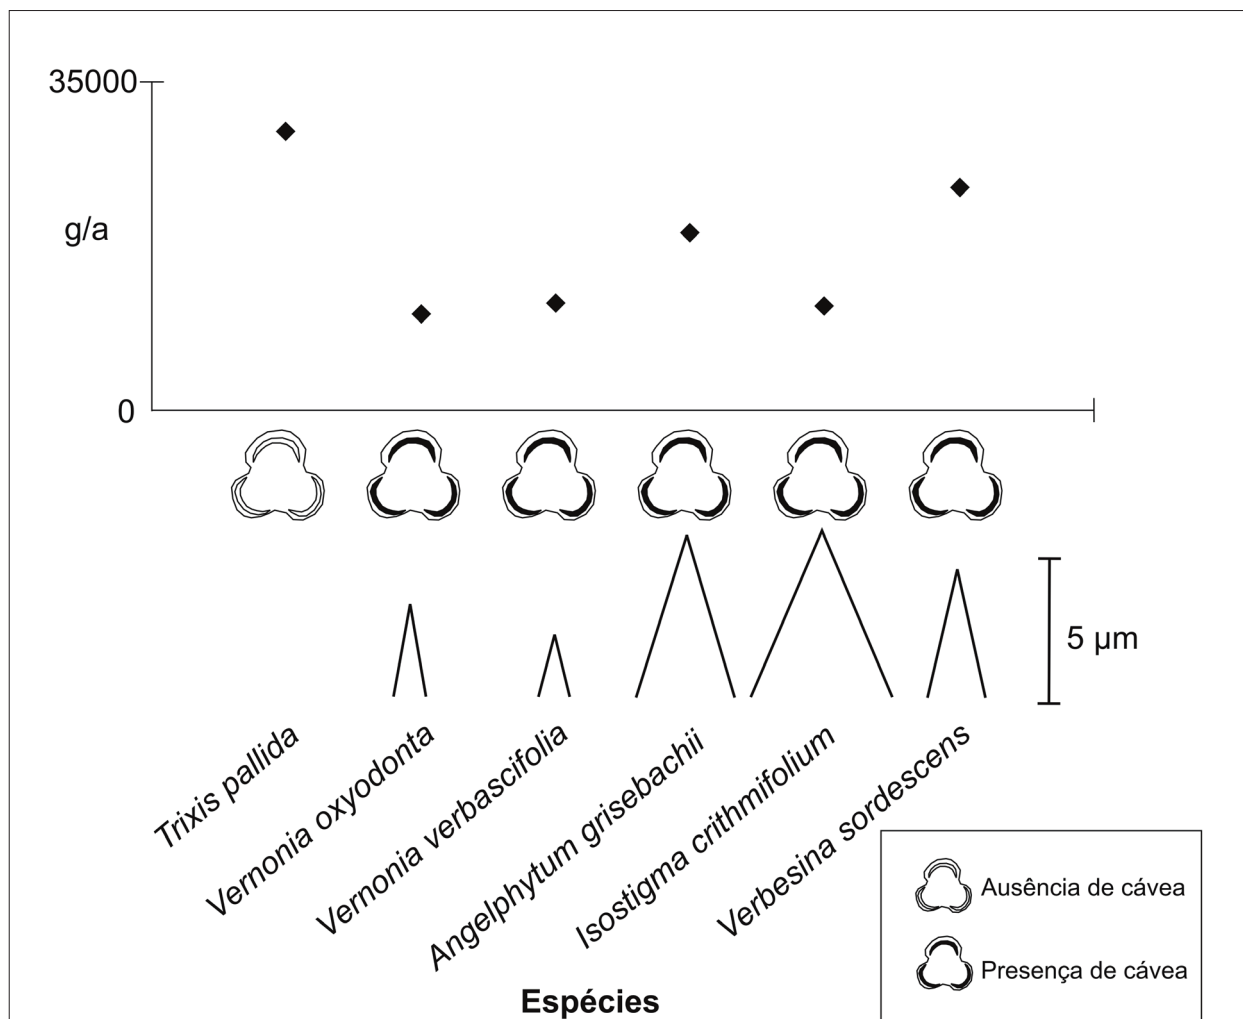 35000
g/a
0
5 µm
Trixis pallida
Vernonia oxyodonta
Vernonia verbascifolia
Angelphytum grisebachii
Isostigma crithmifolium
Verbesina sordescens
Espécies
Ausência de cávea
Presença de cávea